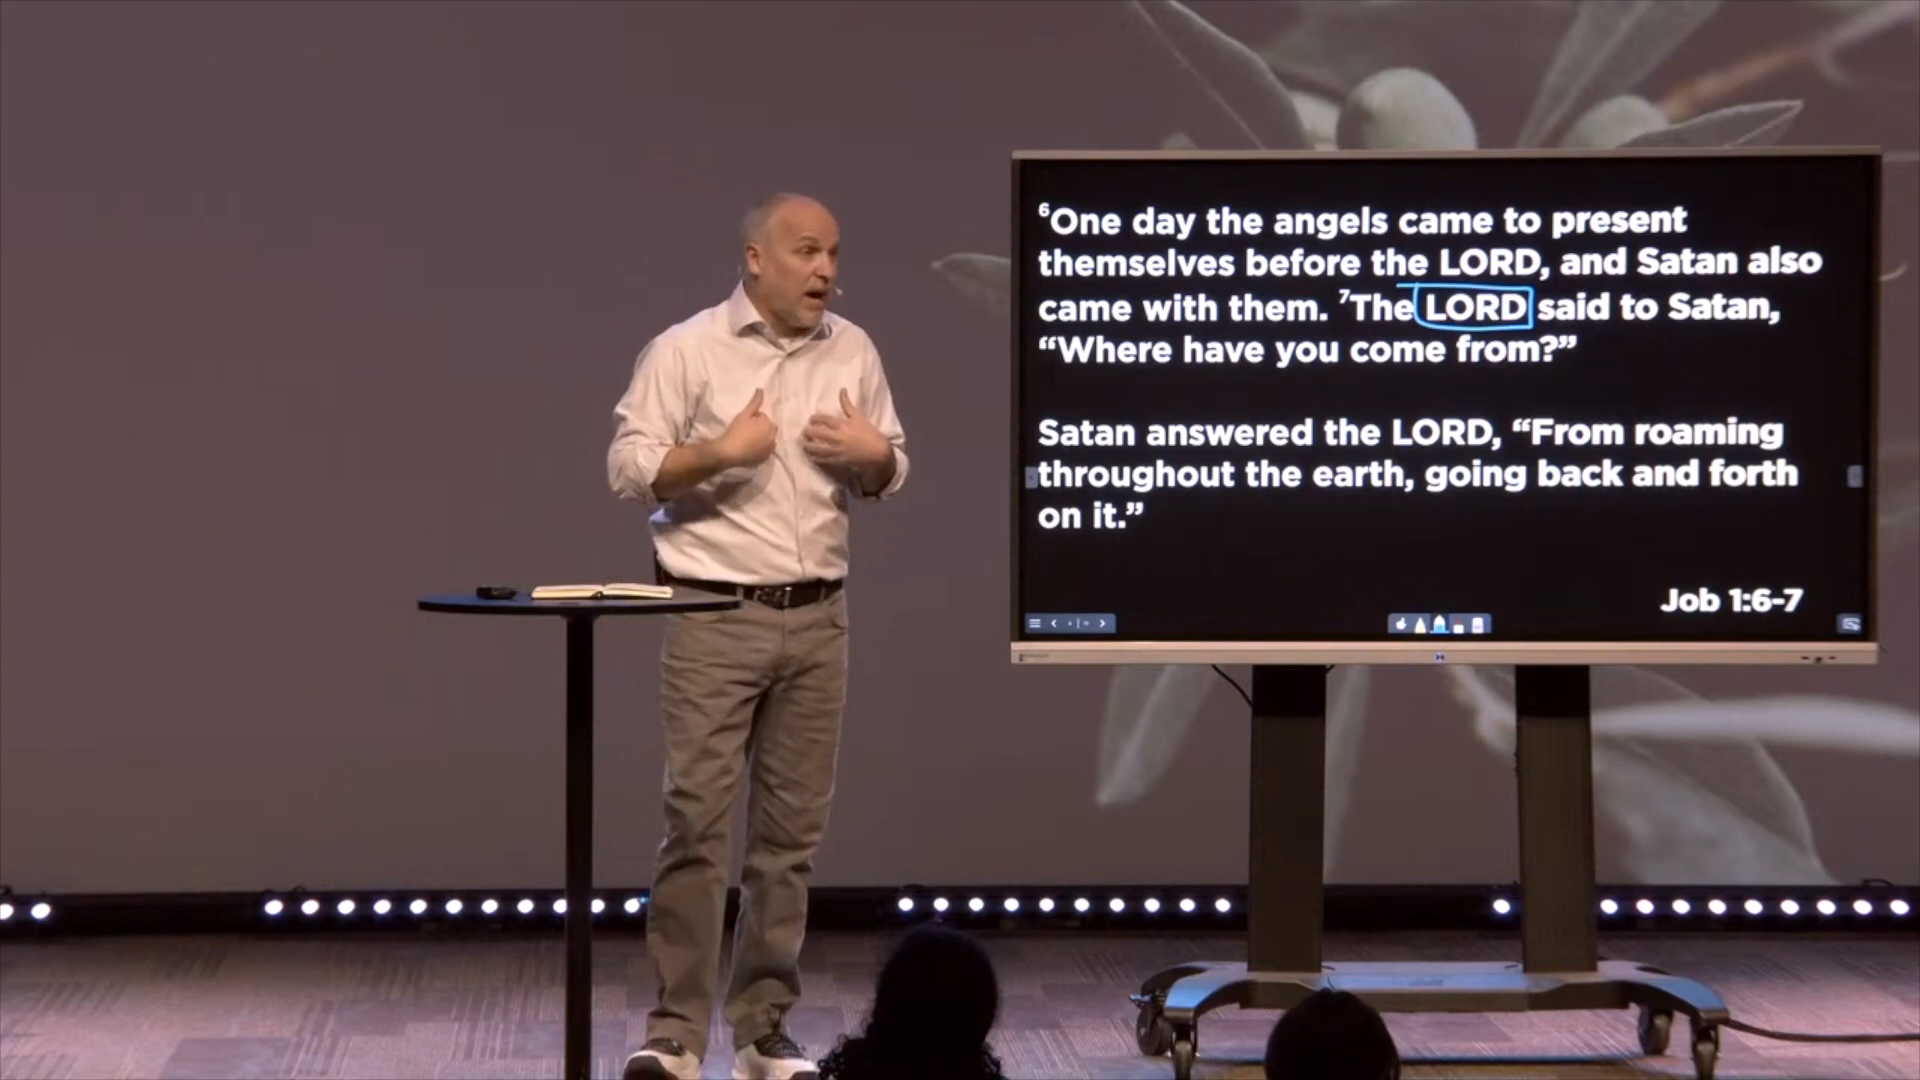 ⁶One day the angels came to present
themselves before the LORD, and Satan also
came with them. ⁷The LORD said to Satan,
“Where have you come from?”
Satan answered the LORD, “From roaming
throughout the earth, going back and forth
on it.”
Job 1:6-7